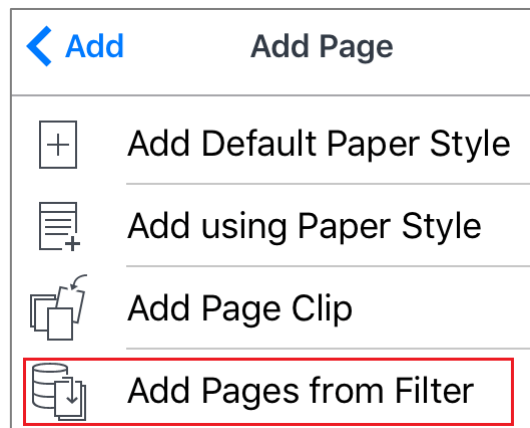 Add
Add Page
Add Default Paper Style
Add using Paper Style
Add Page Clip
Add Pages from Filter